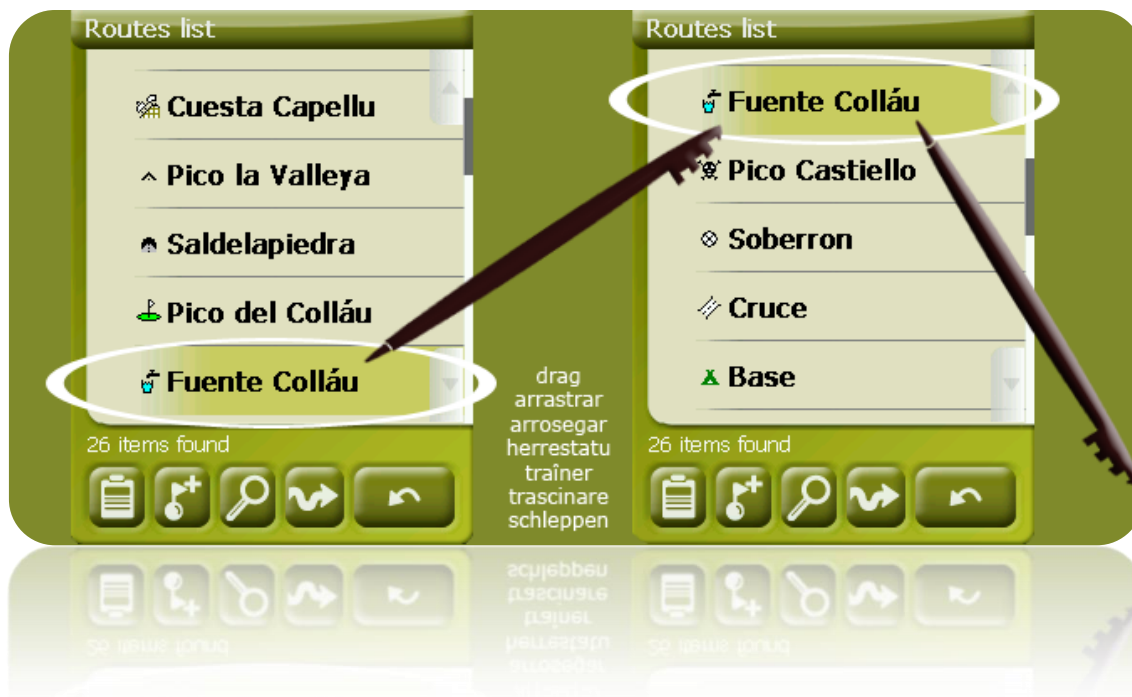 Routes list
Cuesta Capellu
Pico la Valleya
Saldelapiedra
Pico del Colláu
Fuente Colláu
26 items found
drag
arrastrar
arrosegar
herrestatu
traîner
trascinare
schleppen
Routes list
Fuente Colláu
Pico Castiello
Soberron
Cruce
Base
26 items found